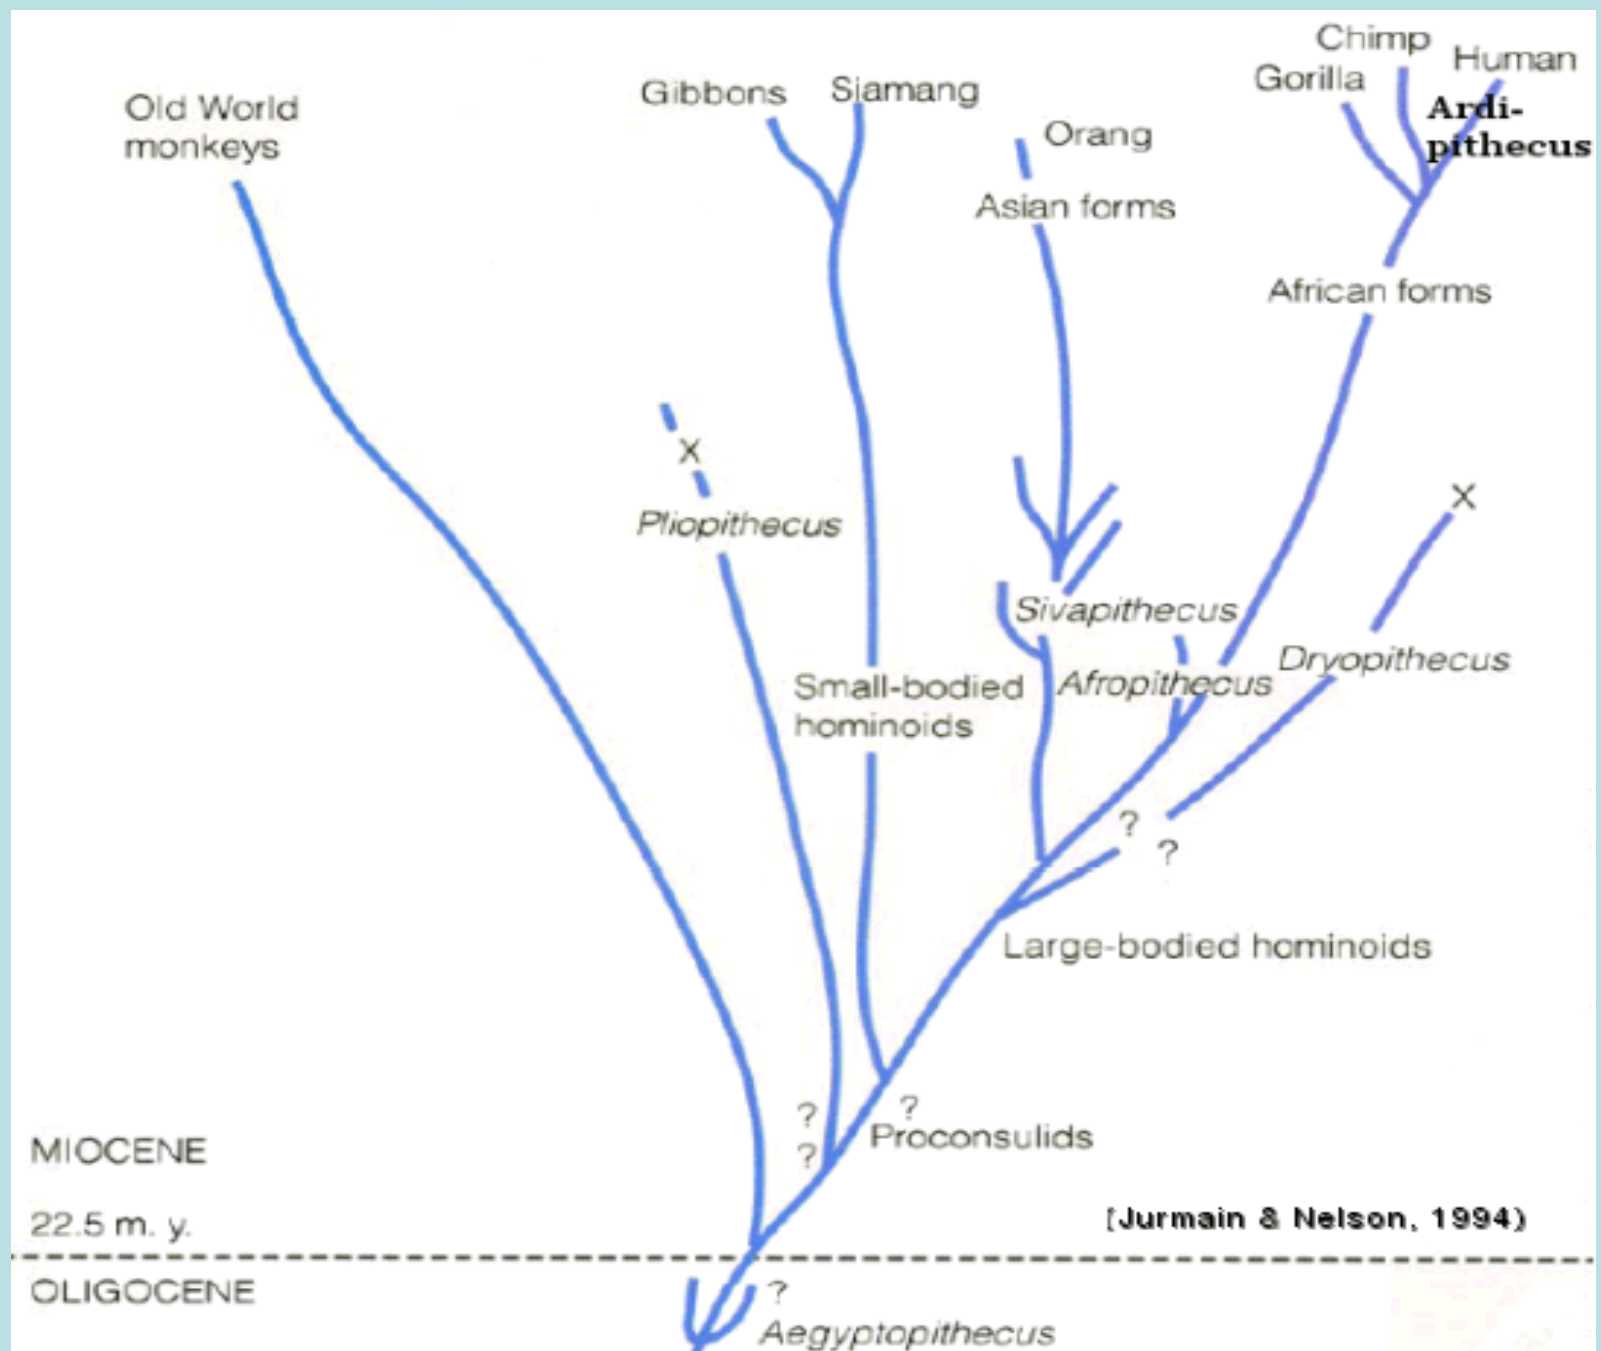 Chimp
Human
Gorilla
Gibbons
Siamang
Old World
monkeys
Ardi-
pithecus
Orang
Asian forms
African forms
X
Pliopithecus
X
Sivapithecus
Dryopithecus
Small-bodied
hominoids
Afropithecus
?
?
Large-bodied hominoids
?
?
?
Proconsulids
MIOCENE
22.5 m. y.
[Jurmain & Nelson, 1994)
OLIGOCENE
?
Aegyptopithecus